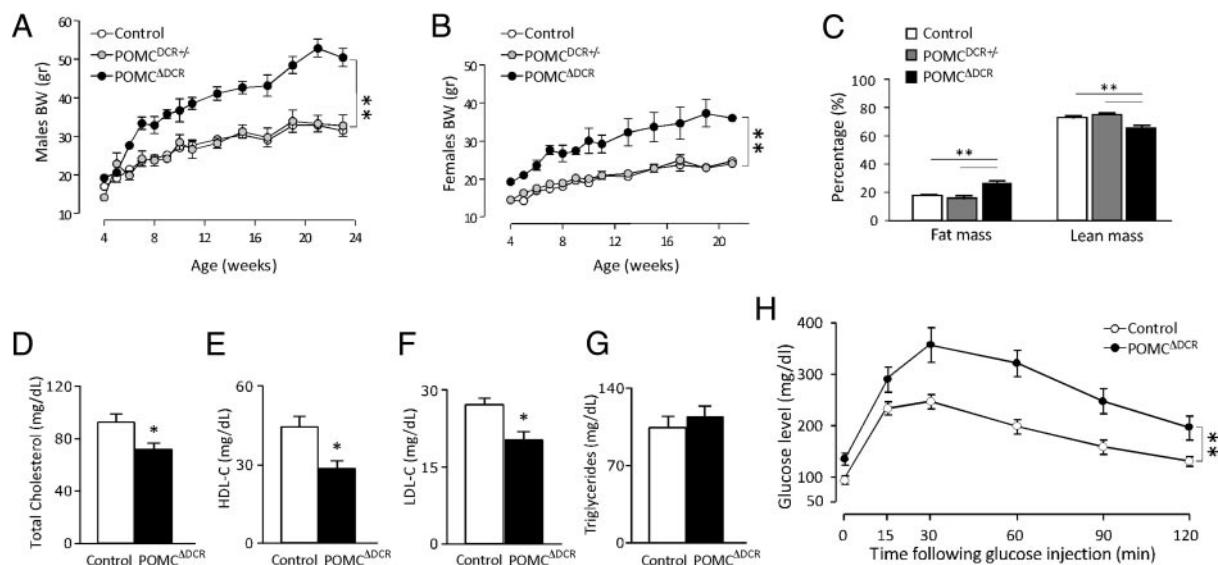 A
Control
POMC^DCR+/-
POMC^ΔDCR
Males BW (gr)
60
50
40
30
20
10
4
8
12
16
20
24
Age (weeks)
**
B
Control
POMC^DCR+/-
POMC^ΔDCR
Females BW (gr)
60
50
40
30
20
10
4
8
12
16
20
Age (weeks)
**
C
Control
POMC^DCR+/-
POMC^ΔDCR
Percentage (%)
100
80
60
40
20
0
**
**
Fat mass
Lean mass
D
Total Cholesterol (mg/dL)
120
80
40
0
*
Control POMC^ΔDCR
E
HDL-C (mg/dL)
60
30
0
*
Control POMC^ΔDCR
F
LDL-C (mg/dL)
30
15
0
*
Control POMC^ΔDCR
G
Triglycerides (mg/dL)
140
70
0
Control POMC^ΔDCR
H
Control
POMC^ΔDCR
Glucose level (mg/dl)
400
300
200
100
50
0
15
30
60
90
120
Time following glucose injection (min)
**